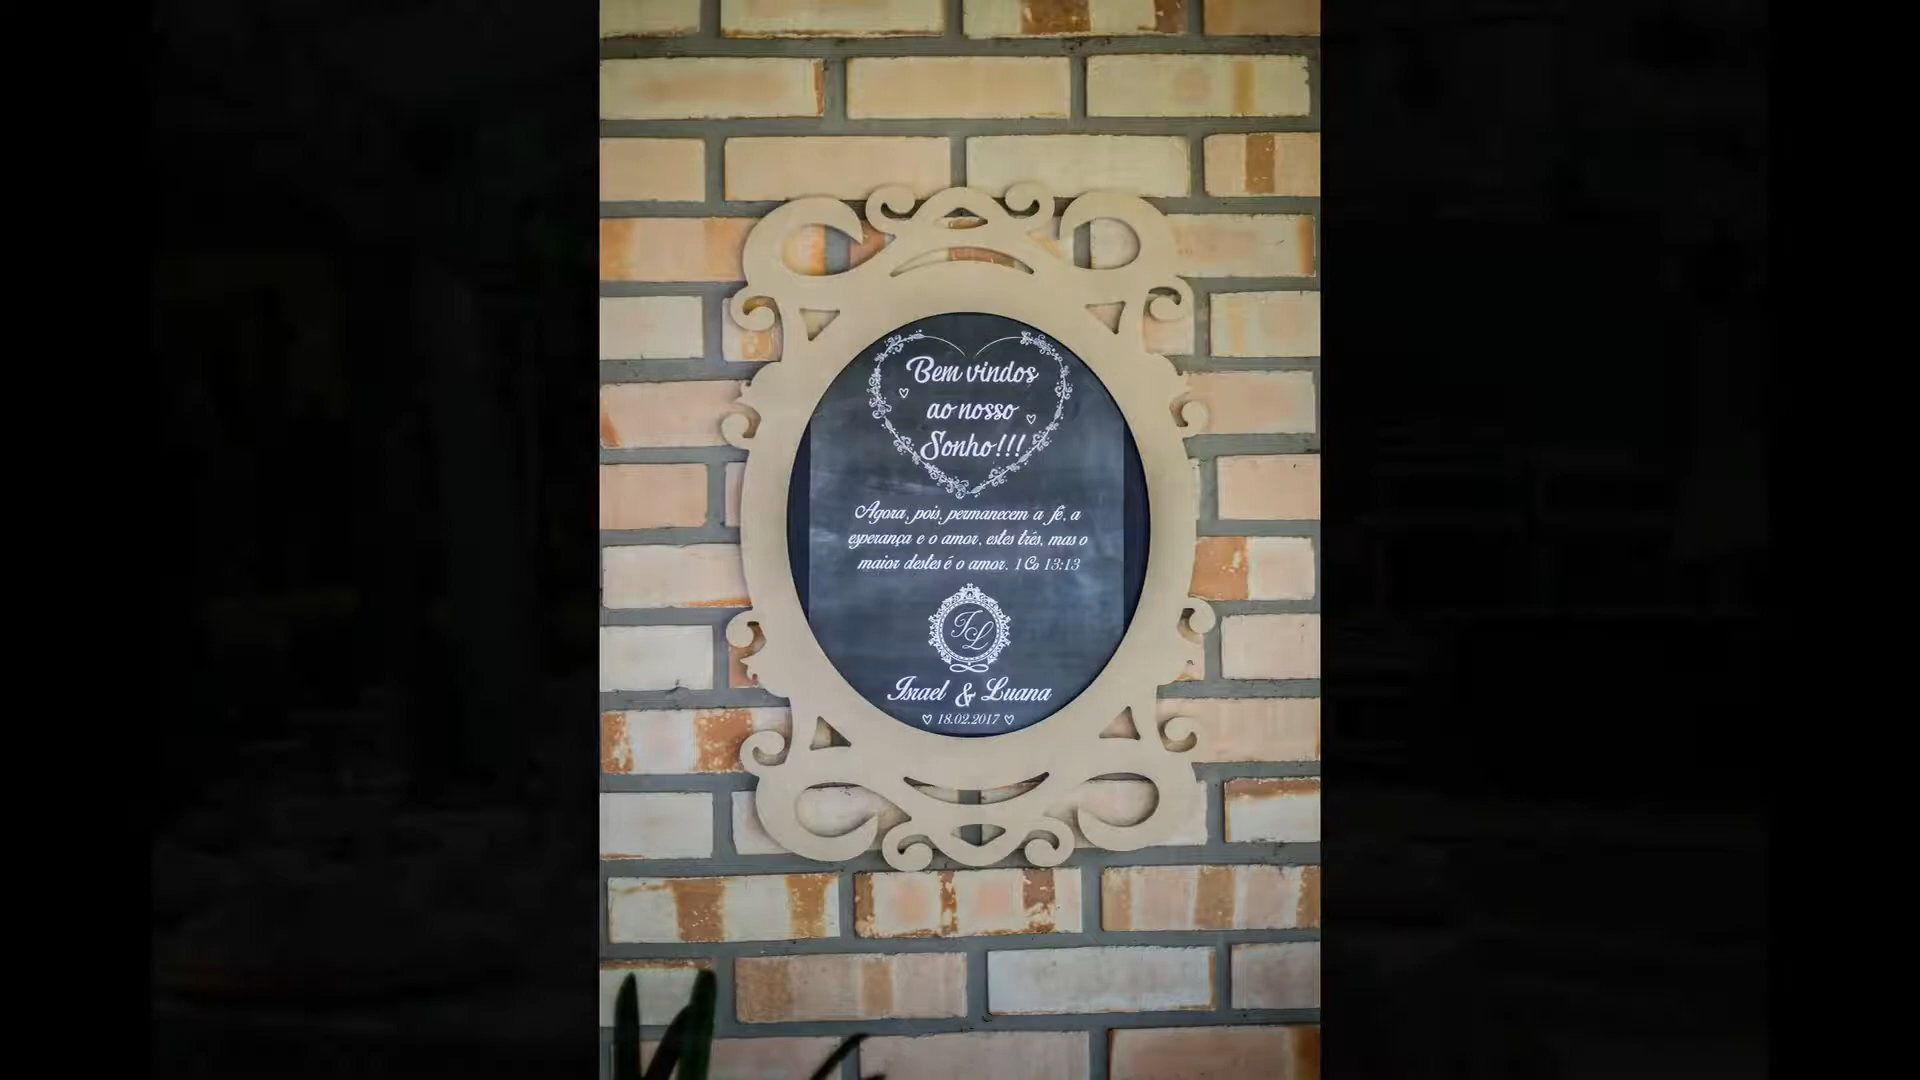 Bem vindos
ao nosso
Sonho!!!
Agora, pois, permanecem a fé, a
esperança e o amor, estes três, mas o
maior destes é o amor. 1 Co 13:13
IL
Israel & Luana
18.02.2017